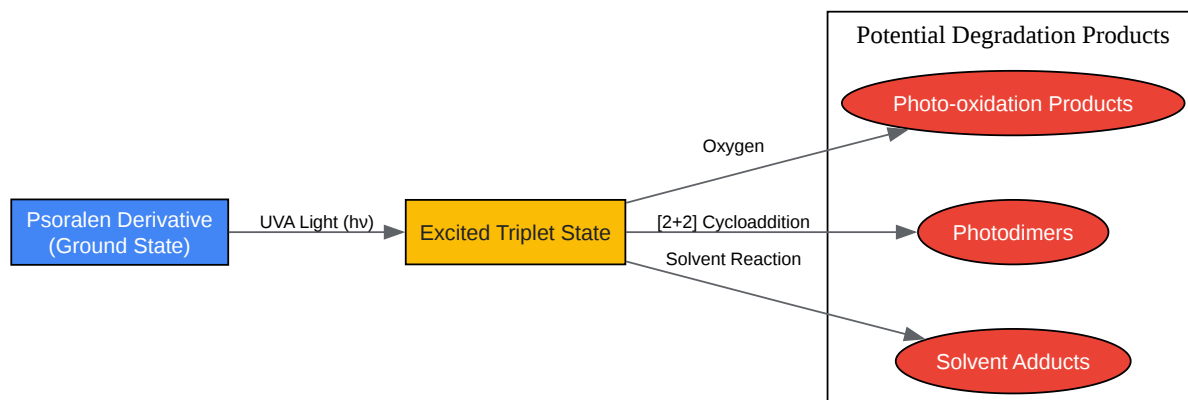 Potential Degradation Products
Photo-oxidation Products
Oxygen
Psoralen Derivative
(Ground State)
UVA Light (hν)
Excited Triplet State
[2+2] Cycloaddition
Photodimers
Solvent Reaction
Solvent Adducts